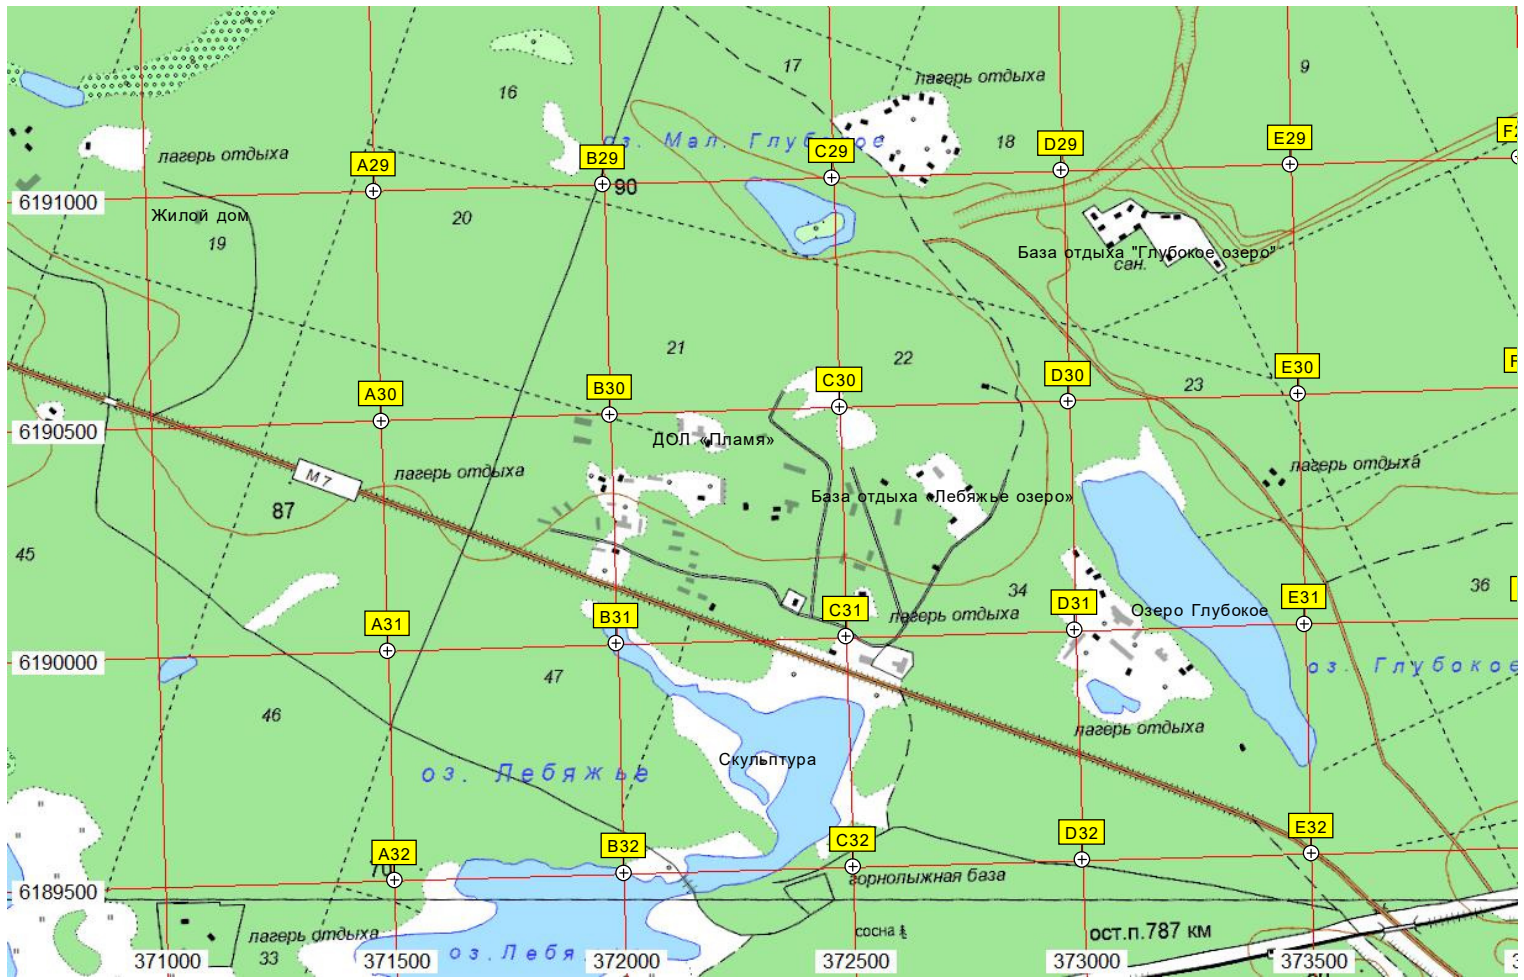 17
лагерь отдыха
9
16
оз. Мал. Глубокое
18
лагерь отдыха
A29
B29
C29
D29
E29
90
6191000
Жилой дом
19
20
База отдыха "Глубокое озеро"
сан.
21
22
23
A30
B30
C30
D30
E30
6190500
ДОЛ «Пламя»
М 7
лагерь отдыха
лагерь отдыха
База отдыха «Лебяжье озеро»
87
45
34
36
A31
B31
C31
D31
E31
лагерь отдыха
Озеро Глубокое
6190000
47
оз. Глубокое
46
лагерь отдыха
Скульптура
оз. Лебяжье
A32
B32
C32
D32
E32
70
горнолыжная база
6189500
лагерь отдыха
33
оз. Лебя
сосна
ост.п.787 км
371000
371500
372000
372500
373000
373500